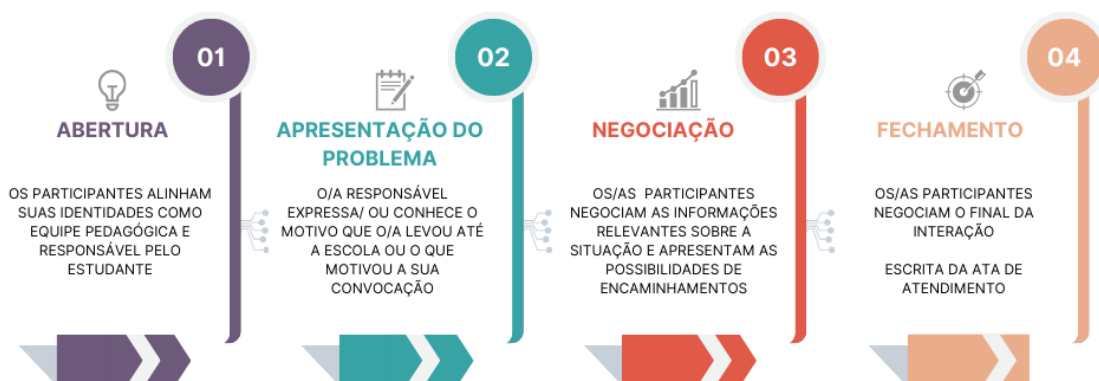 01
ABERTURA
OS PARTICIPANTES ALINHAM
SUAS IDENTIDADES COMO
EQUIPE PEDAGÓGICA E
RESPONSÁVEL PELO
ESTUDANTE
02
APRESENTAÇÃO DO
PROBLEMA
O/A RESPONSÁVEL
EXPRESSA/ OU CONHECE O
MOTIVO QUE O/A LEVOU ATÉ
A ESCOLA OU O QUE
MOTIVOU A SUA
CONVOCAÇÃO
03
NEGOCIAÇÃO
OS/AS PARTICIPANTES
NEGOCIAM AS INFORMAÇÕES
RELEVANTES SOBRE A
SITUAÇÃO E APRESENTAM AS
POSSIBILIDADES DE
ENCAMINHAMENTOS
04
FECHAMENTO
OS/AS PARTICIPANTES
NEGOCIAM O FINAL DA
INTERAÇÃO
ESCRITA DA ATA DE
ATENDIMENTO